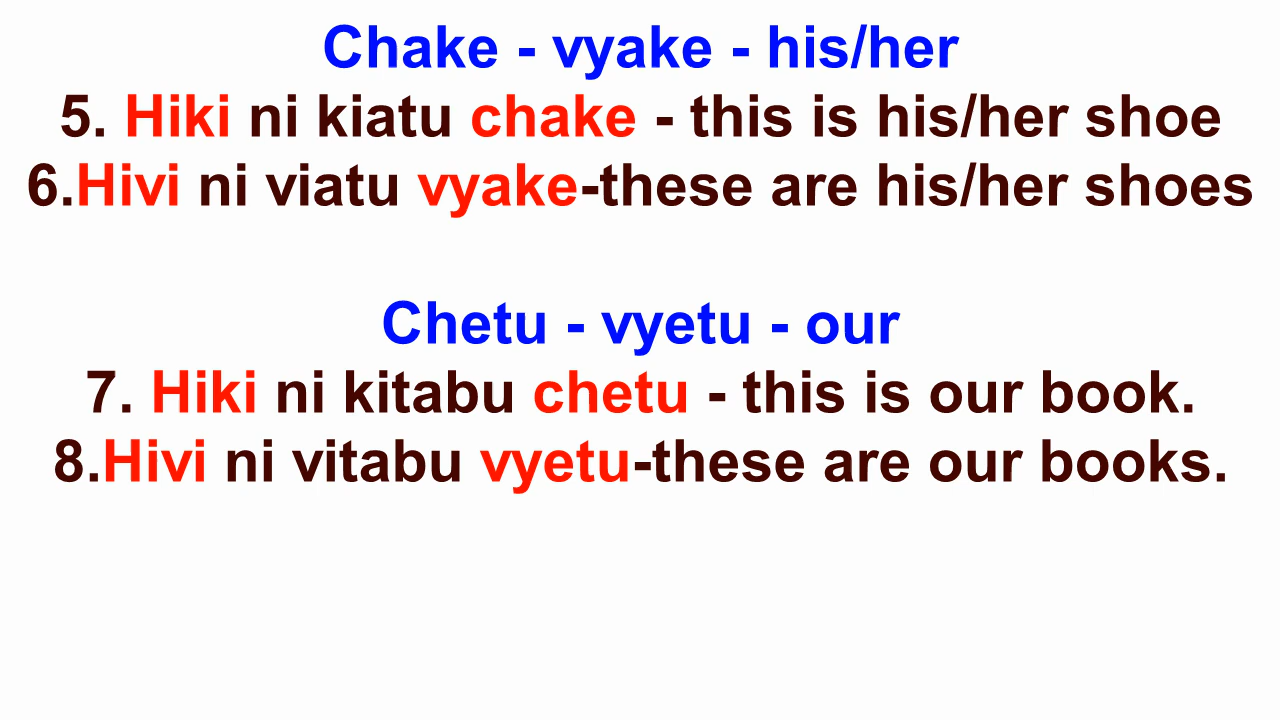 Chake - vyake - his/her
5. Hiki ni kiatu chake - this is his/her shoe
6.Hivi ni viatu vyake-these are his/her shoes
Chetu - vyetu - our
7. Hiki ni kitabu chetu - this is our book.
8.Hivi ni vitabu vyetu-these are our books.